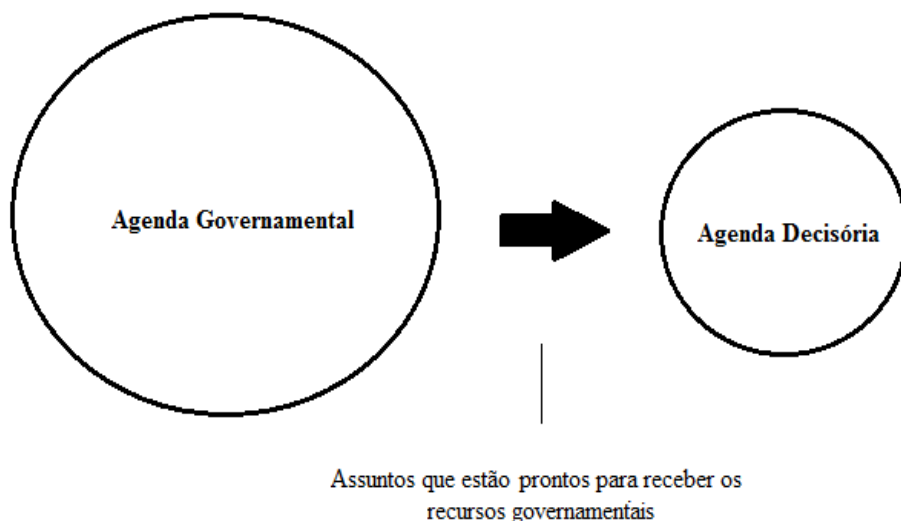 Agenda Governamental
Agenda Decisória
Assuntos que estão prontos para receber os
recursos governamentais